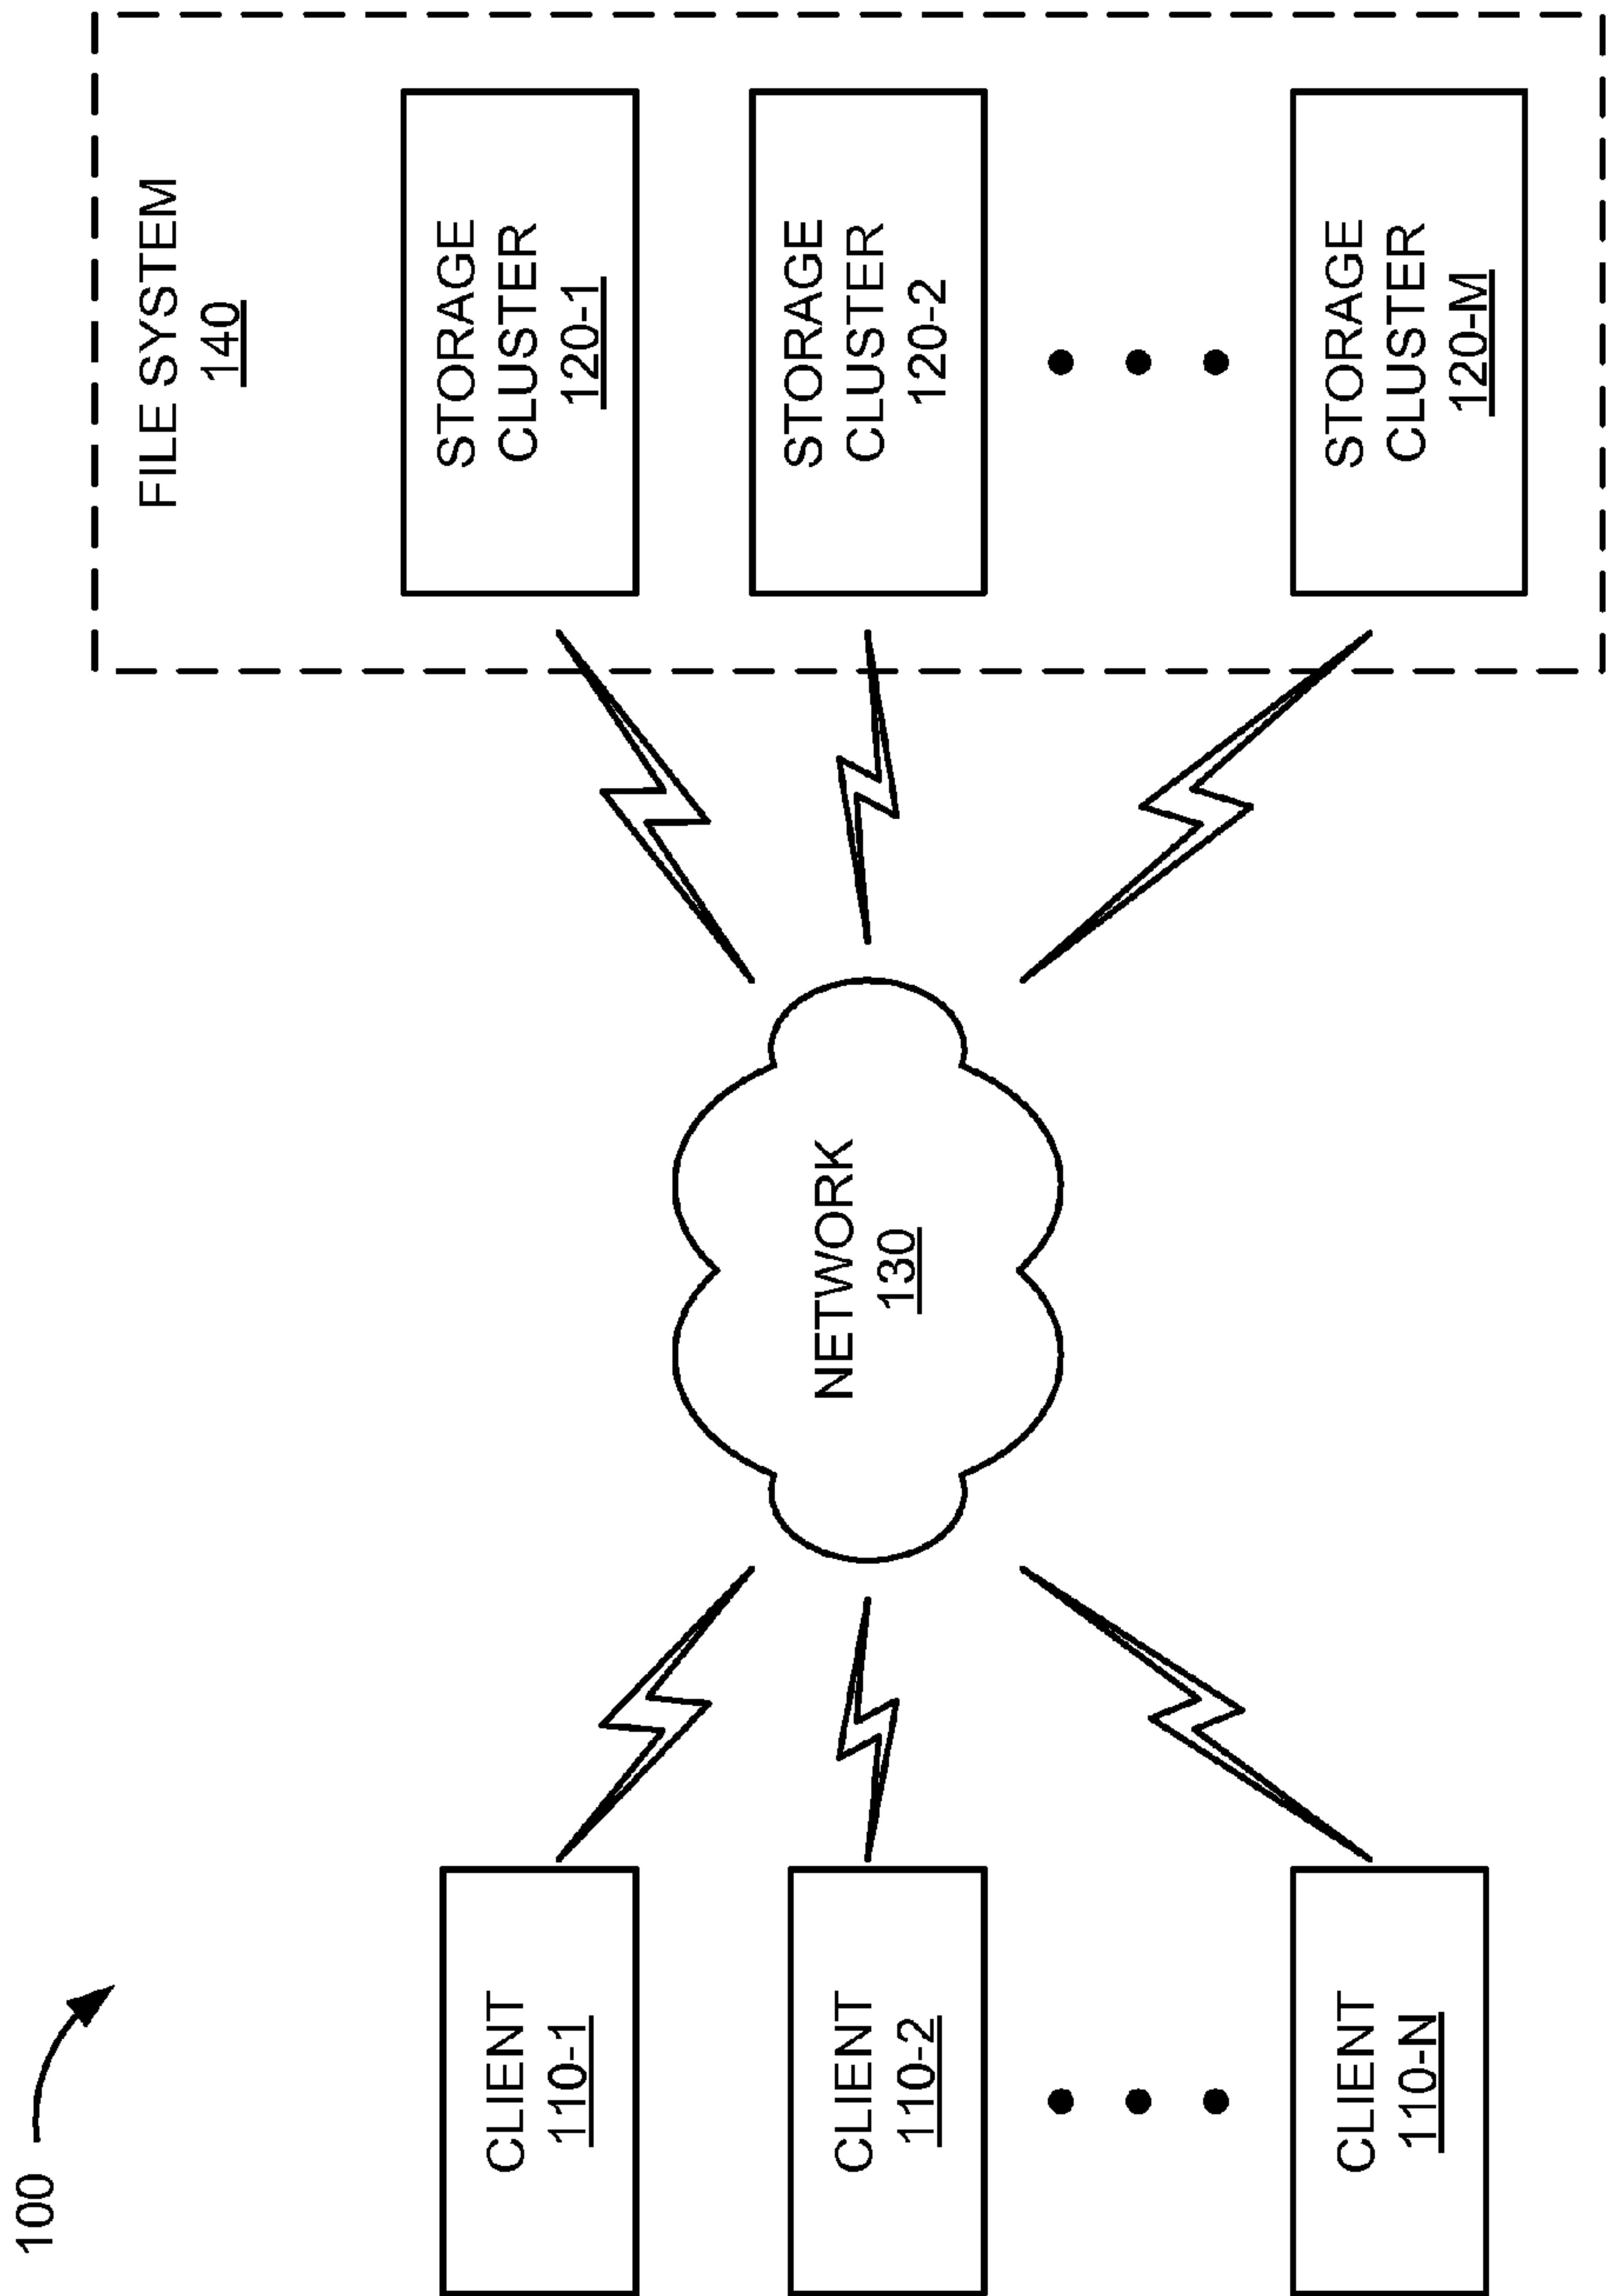 100
CLIENT
110-1
CLIENT
110-2
CLIENT
110-N
NETWORK
130
FILE SYSTEM
140
STORAGE
CLUSTER
120-1
STORAGE
CLUSTER
120-2
STORAGE
CLUSTER
120-M